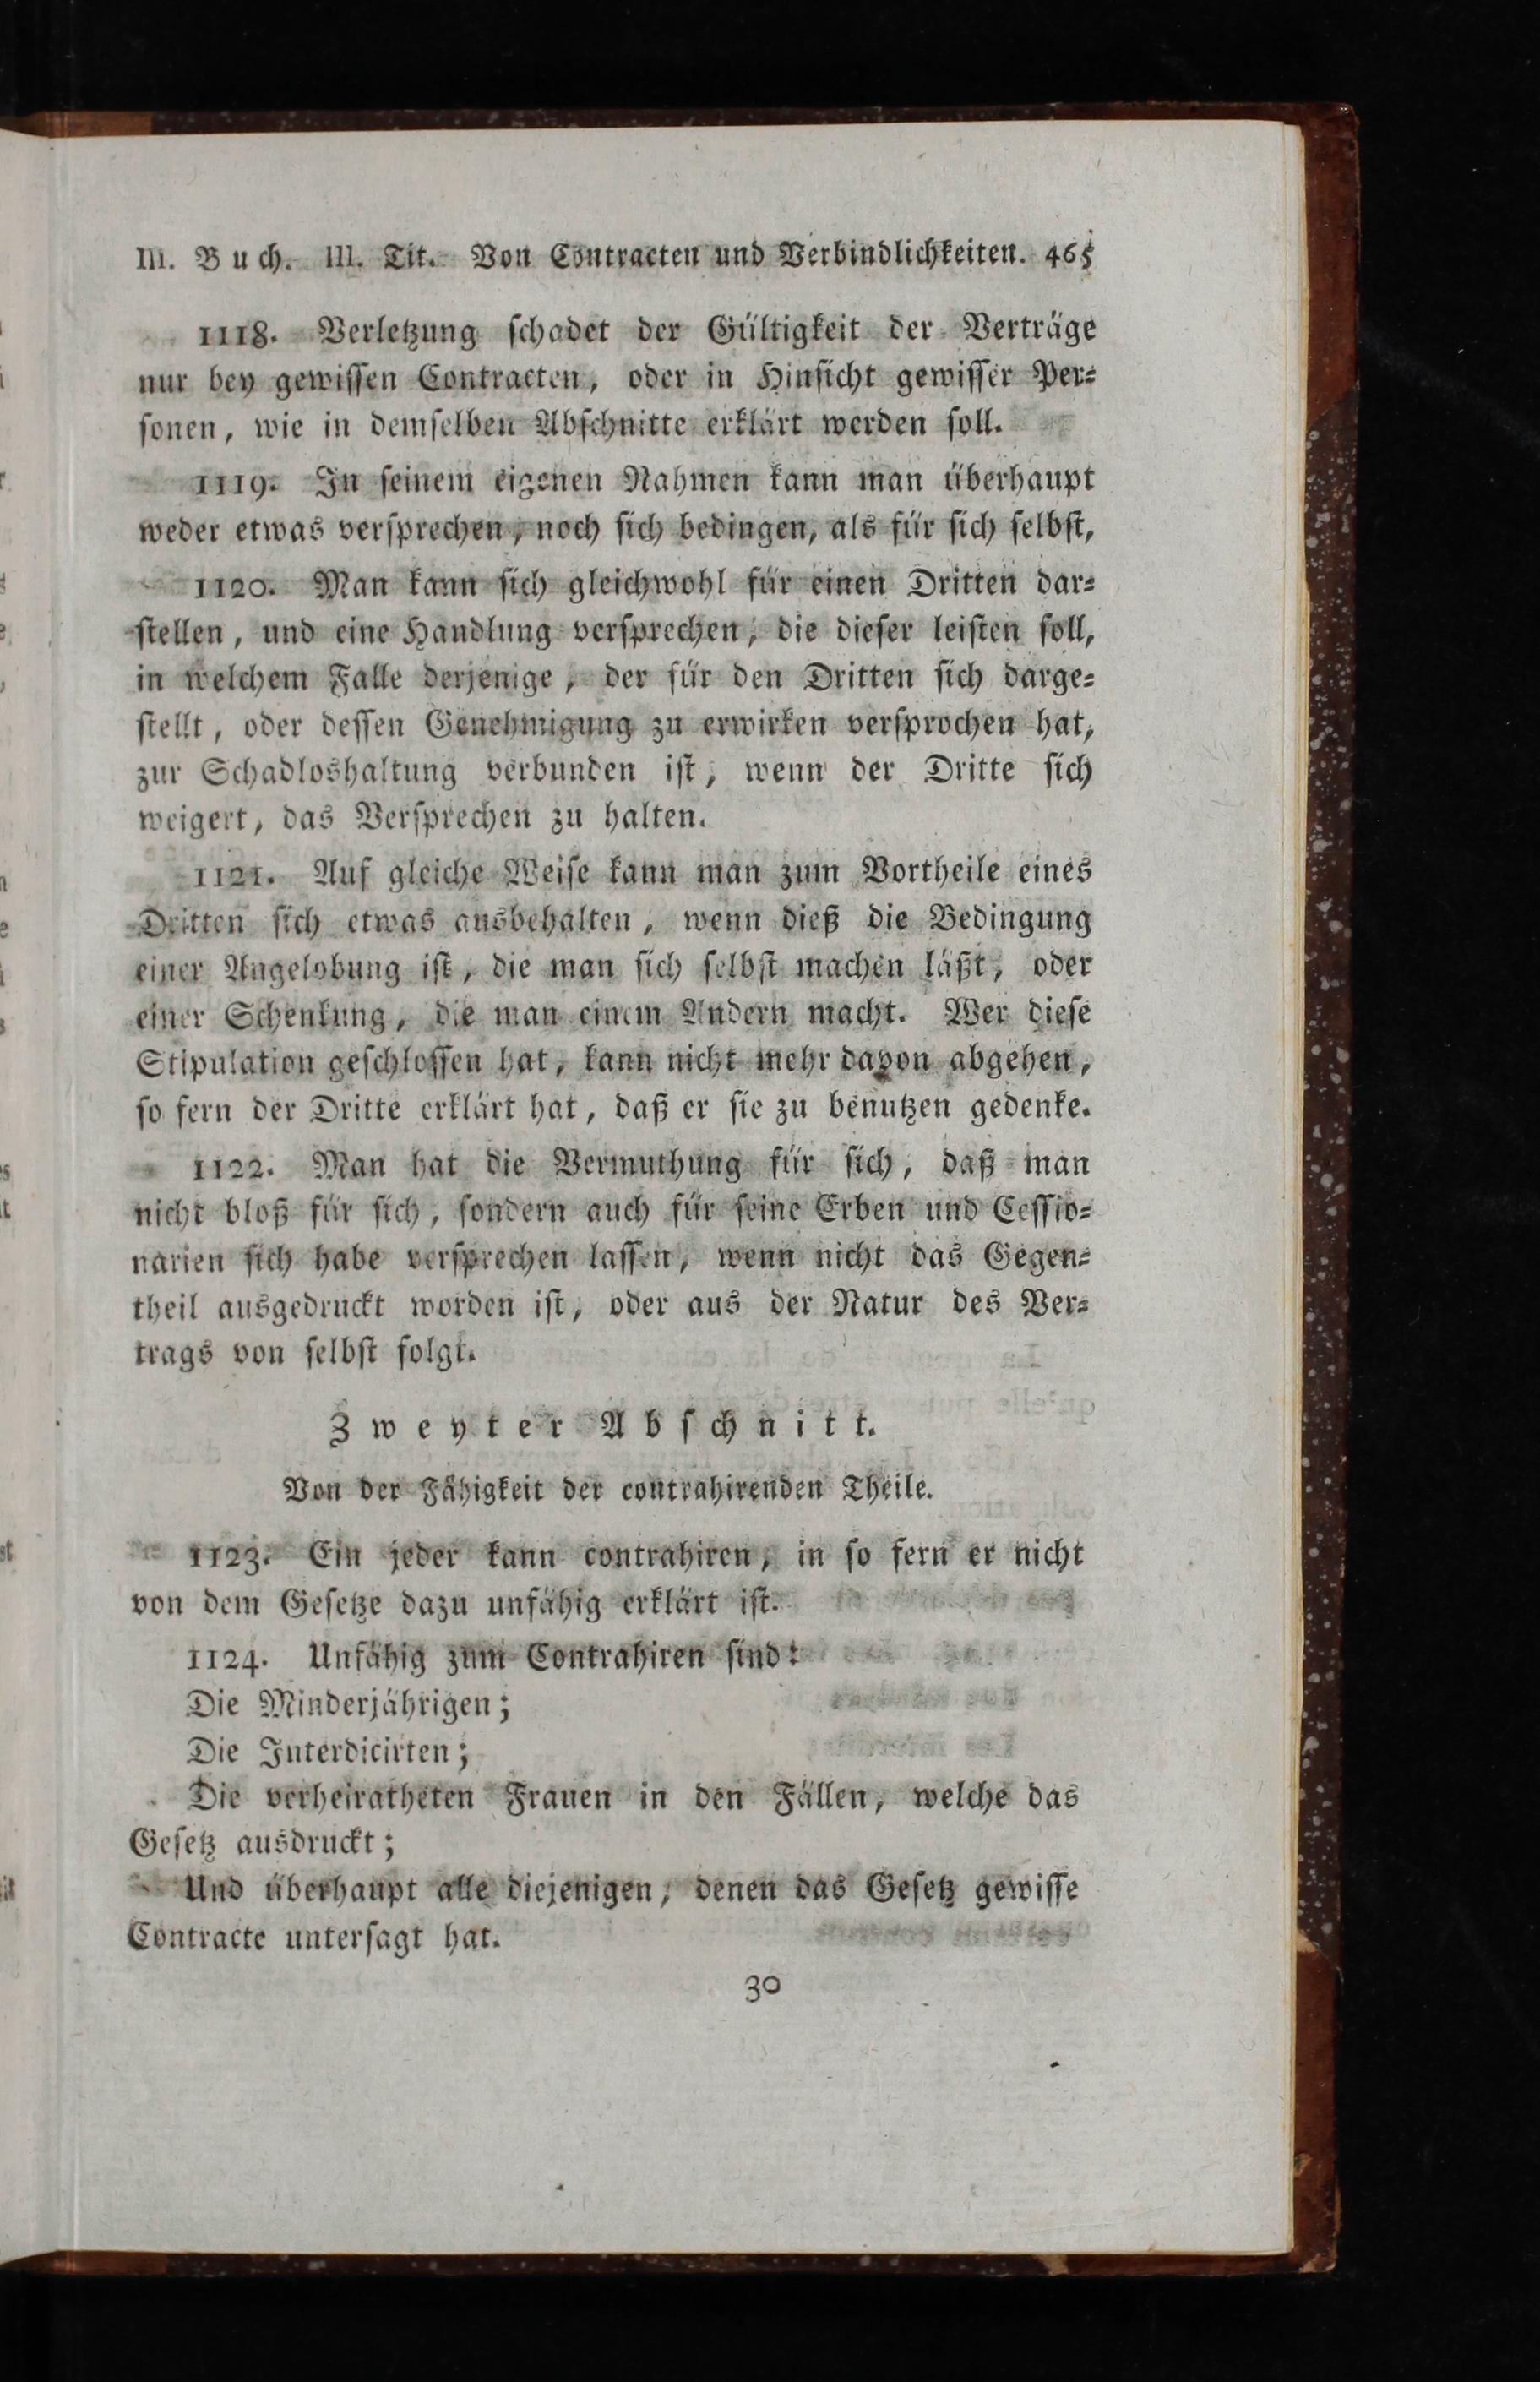 III. Buch. III. Tit. Von Contracten und Verbindlichkeiten. 465
1118. Verletzung ſchadet der Gültigkeit der Verträge
nur bey gewiſſen Contracten, oder in Hinſicht gewiſſer Per⸗
ſonen, wie in demſelben Abſchnitte erklärt werden ſoll.
1119. In ſeinem eigenen Nahmen kann man überhaupt
weder etwas verſprechen, noch ſich bedingen, als für ſich ſelbſt,
1120. Man kann ſich gleichwohl für einen Dritten dar⸗
ſtellen, und eine Handlung verſprechen, die dieſer leiſten ſoll,
in welchem Falle derjenige, der für den Dritten ſich darge⸗
ſtellt, oder deſſen Genehmigung zu erwirken verſprochen hat,
zur Schadloshaltung verbunden iſt, wenn der Dritte ſich
weigert, das Verſprechen zu halten.
1121. Auf gleiche Weiſe kann man zum Vortheile eines
Dritten ſich etwas ausbehalten, wenn dieß die Bedingung
einer Angelobung iſt, die man ſich ſelbſt machen läßt, oder
einer Schenkung, die man einem Andern macht. Wer dieſe
Stipulation geſchloſſen hat, kann nicht mehr davon abgehen,
ſo fern der Dritte erklärt hat, daß er ſie zu benutzen gedenke.
1122. Man hat die Vermuthung für ſich, daß man
nicht bloß für ſich, ſondern auch für ſeine Erben und Ceſſio⸗
narien ſich habe verſprechen laſſen, wenn nicht das Gegen⸗
theil ausgedruckt worden iſt, oder aus der Natur des Ver⸗
trags von ſelbſt folgt.
Zweyter Abſchnitt.
Von der Fähigkeit der contrahirenden Theile.
1123. Ein jeder kann contrahiren, in ſo fern er nicht
von dem Geſetze dazu unfähig erklärt iſt.
1124. Unfähig zum Contrahiren ſind:
Die Minderjährigen;
Die Interdicirten;
Die verheiratheten Frauen in den Fällen, welche das
Geſetz ausdruckt;
Und überhaupt alle diejenigen, denen das Geſetz gewiſſe
Contracte unterſagt hat.
30